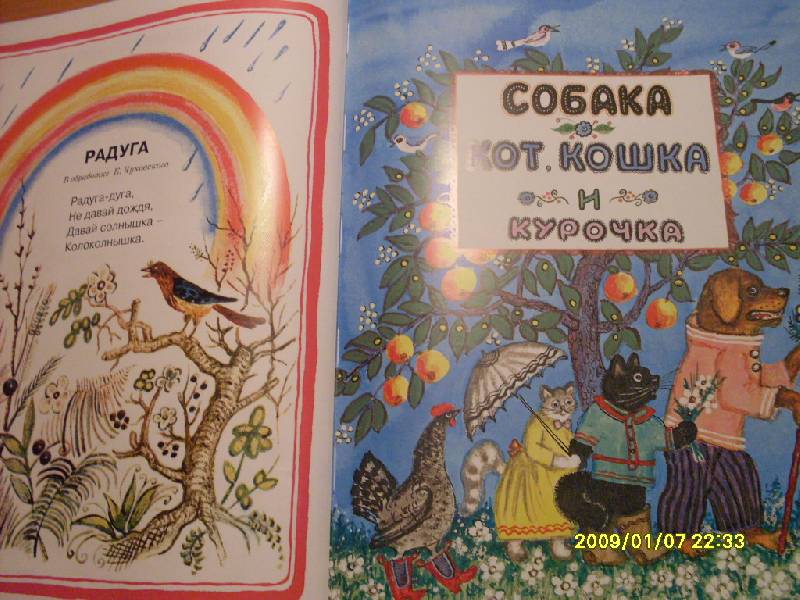 РАДУГА
В обработке К. Чуковского
Радуга-дуга,
Не давай дождя,
Давай солнышка –
Колоколнышка.
СОБАКА
КОТ, КОШКА
И
КУРОЧКА
2009/01/07 22:33